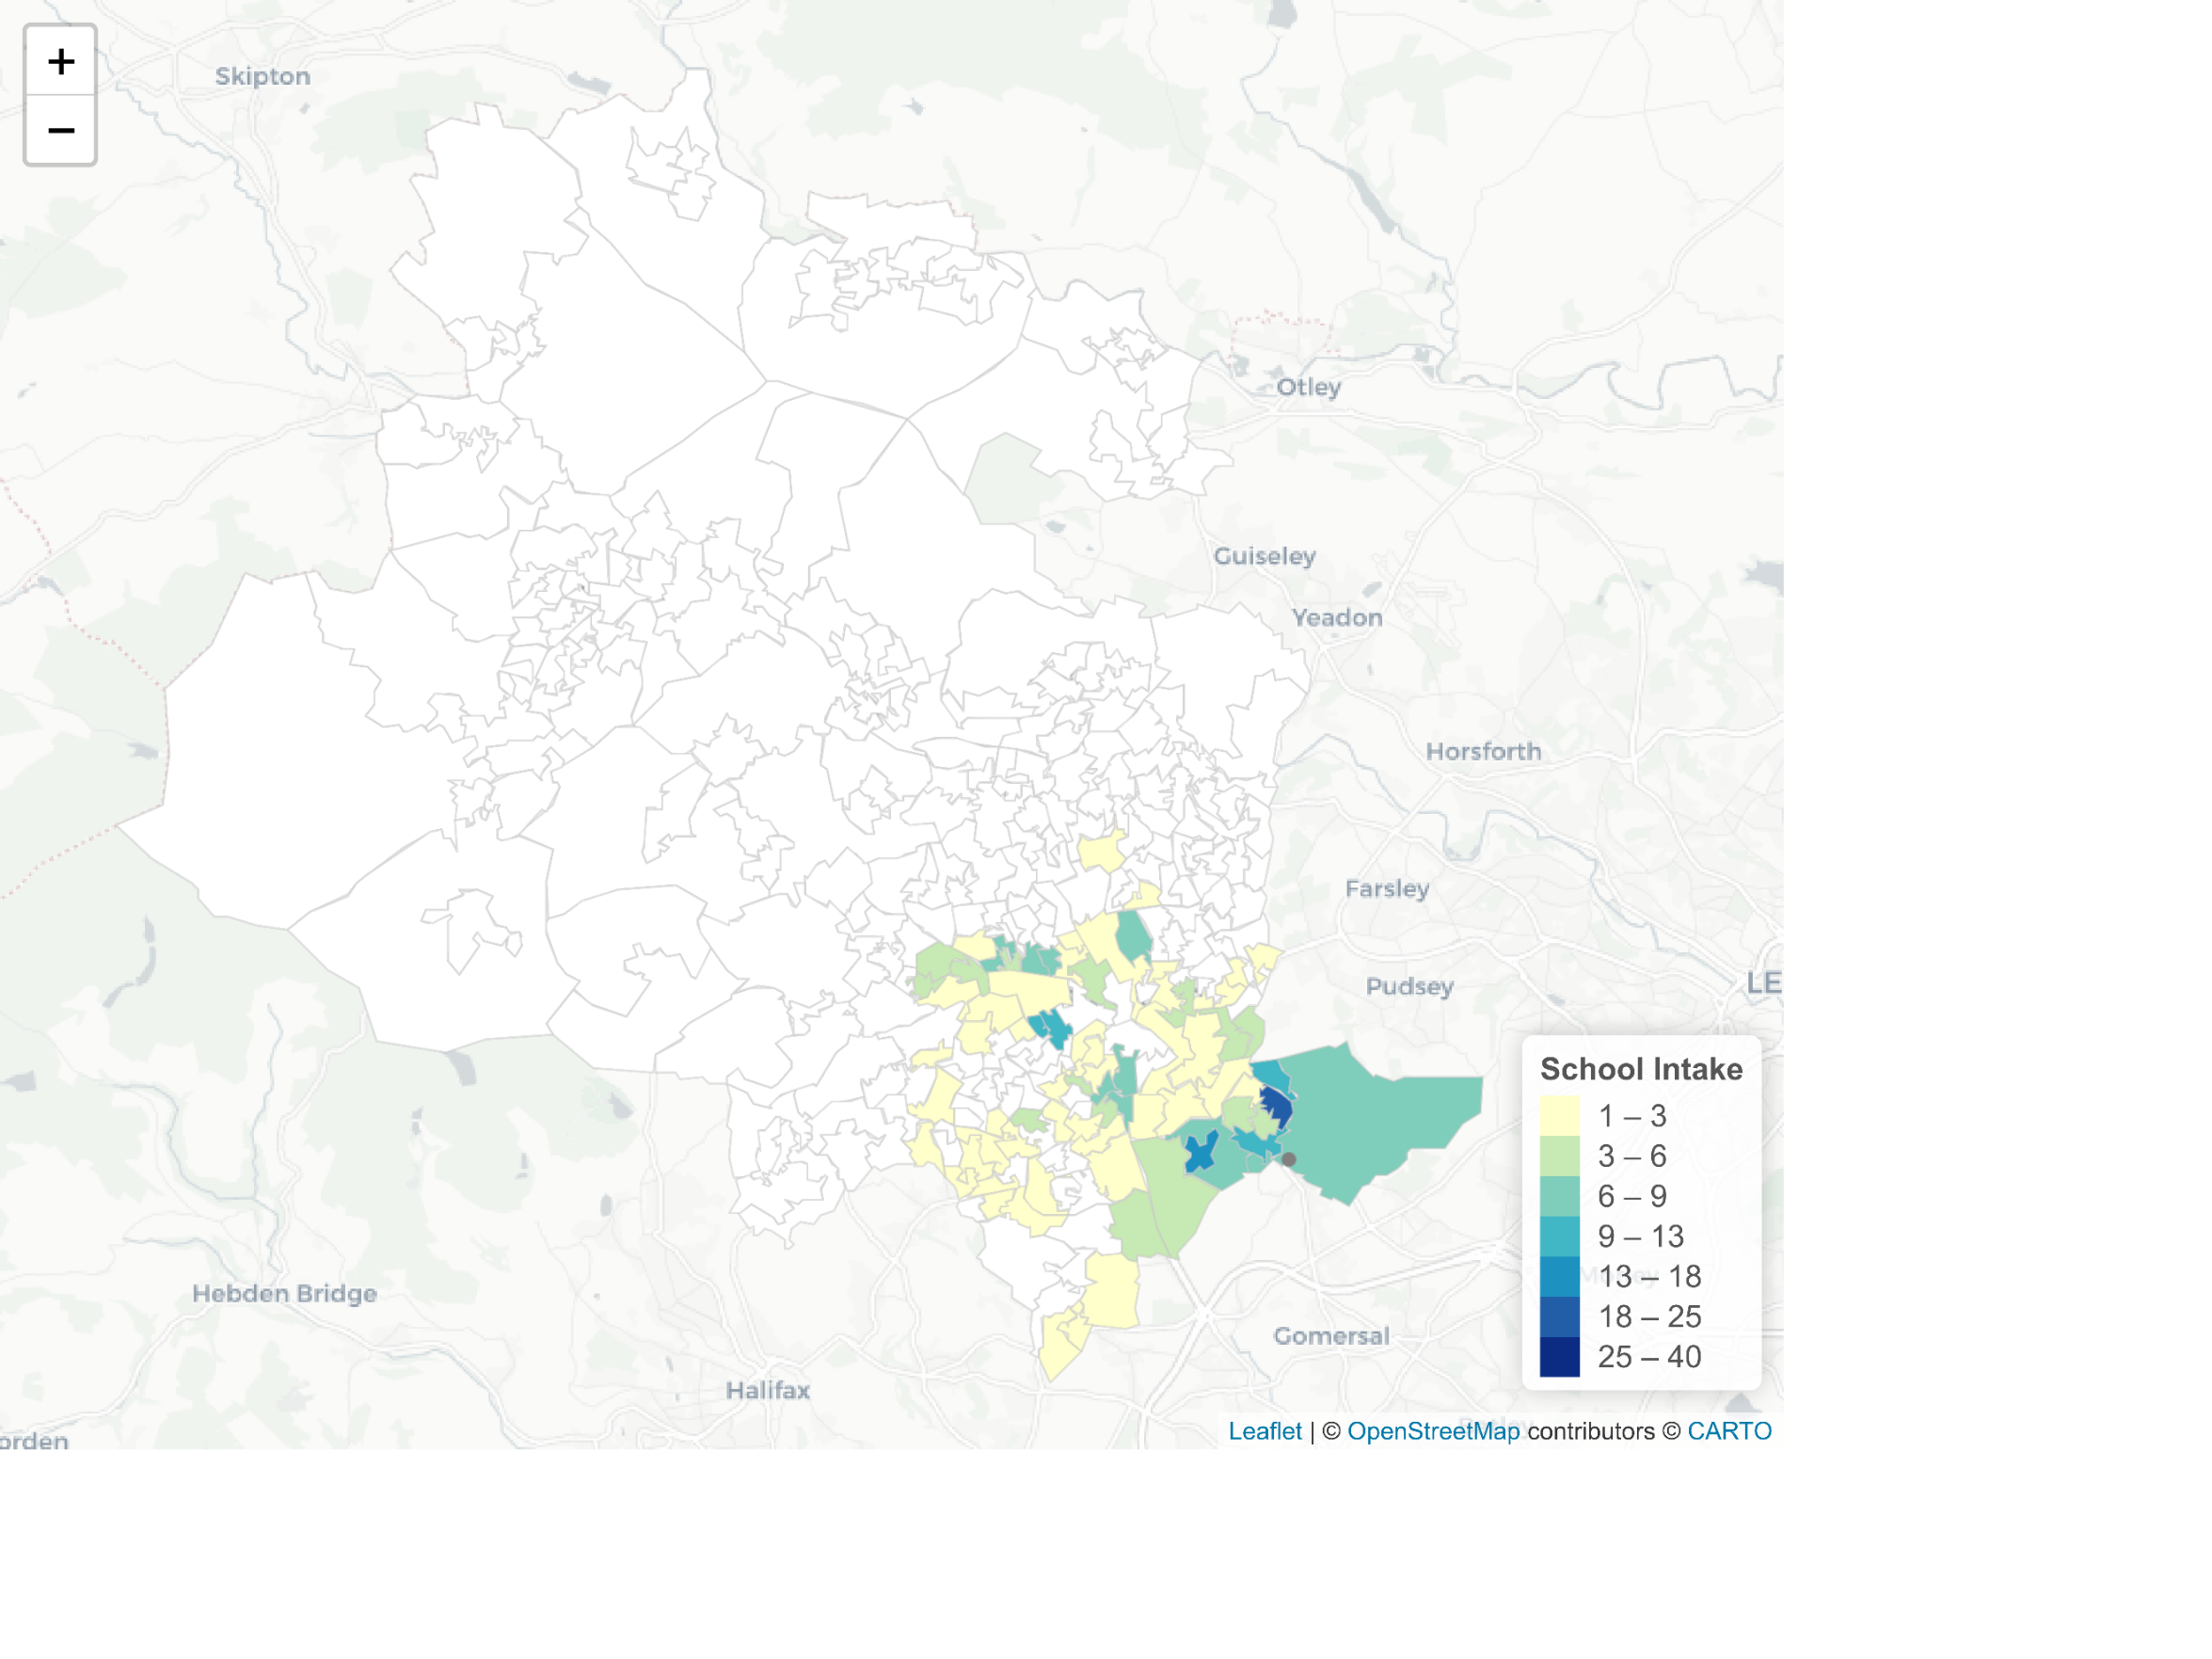 +
−
Skipton
Otley
Guiseley
Yeadon
Horsforth
Farsley
Pudsey
LE
School Intake
1 – 3
3 – 6
6 – 9
9 – 13
13 – 18
18 – 25
25 – 40
Hebden Bridge
Gomersal
Halifax
orden
Leaflet | © OpenStreetMap contributors © CARTO